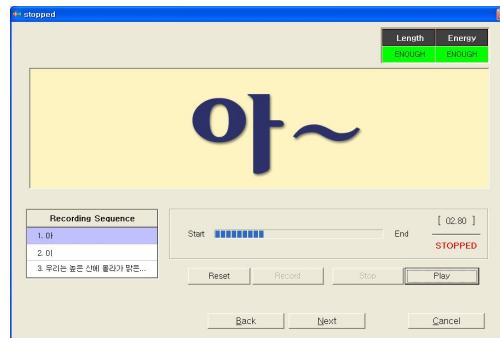 stopped
Length Energy
ENOUGH ENOUGH
아~
Recording Sequence
1. 아
2. 이
3. 우리는 높은 산에 올라가 맑은...
Start End
[ 02.80 ]
STOPPED
Reset Record Stop Play
Back Next Cancel